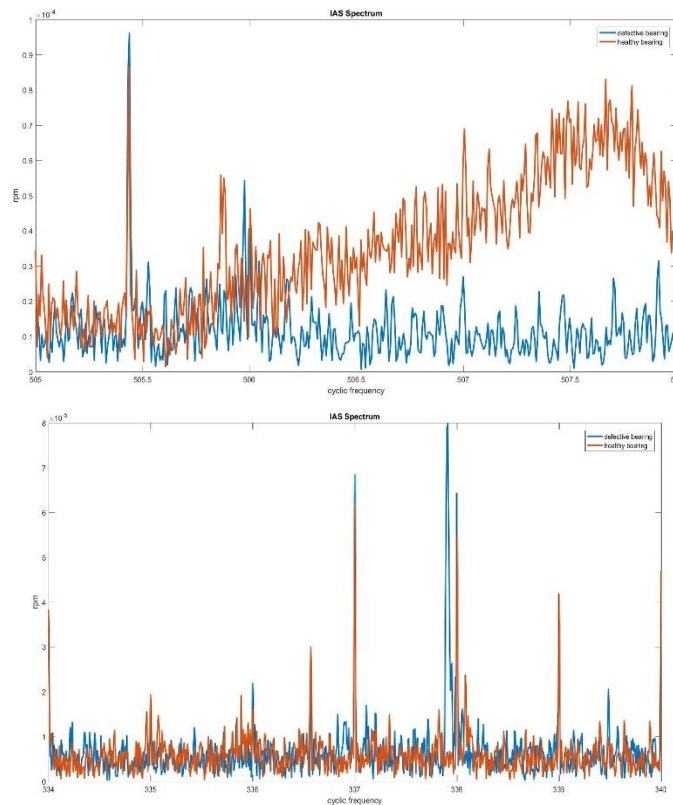 IAS Spectrum
×10⁻⁴
defective bearing
healthy bearing
1
0.9
0.8
0.7
0.6
0.5
0.4
0.3
0.2
0.1
0
rpm
505 505.5 506 506.5 507 507.5
cyclic frequency
IAS Spectrum
defective bearing
healthy bearing
8
7
6
5
4
3
2
1
0
rpm
334 335 336 337 338 339 340
cyclic frequency